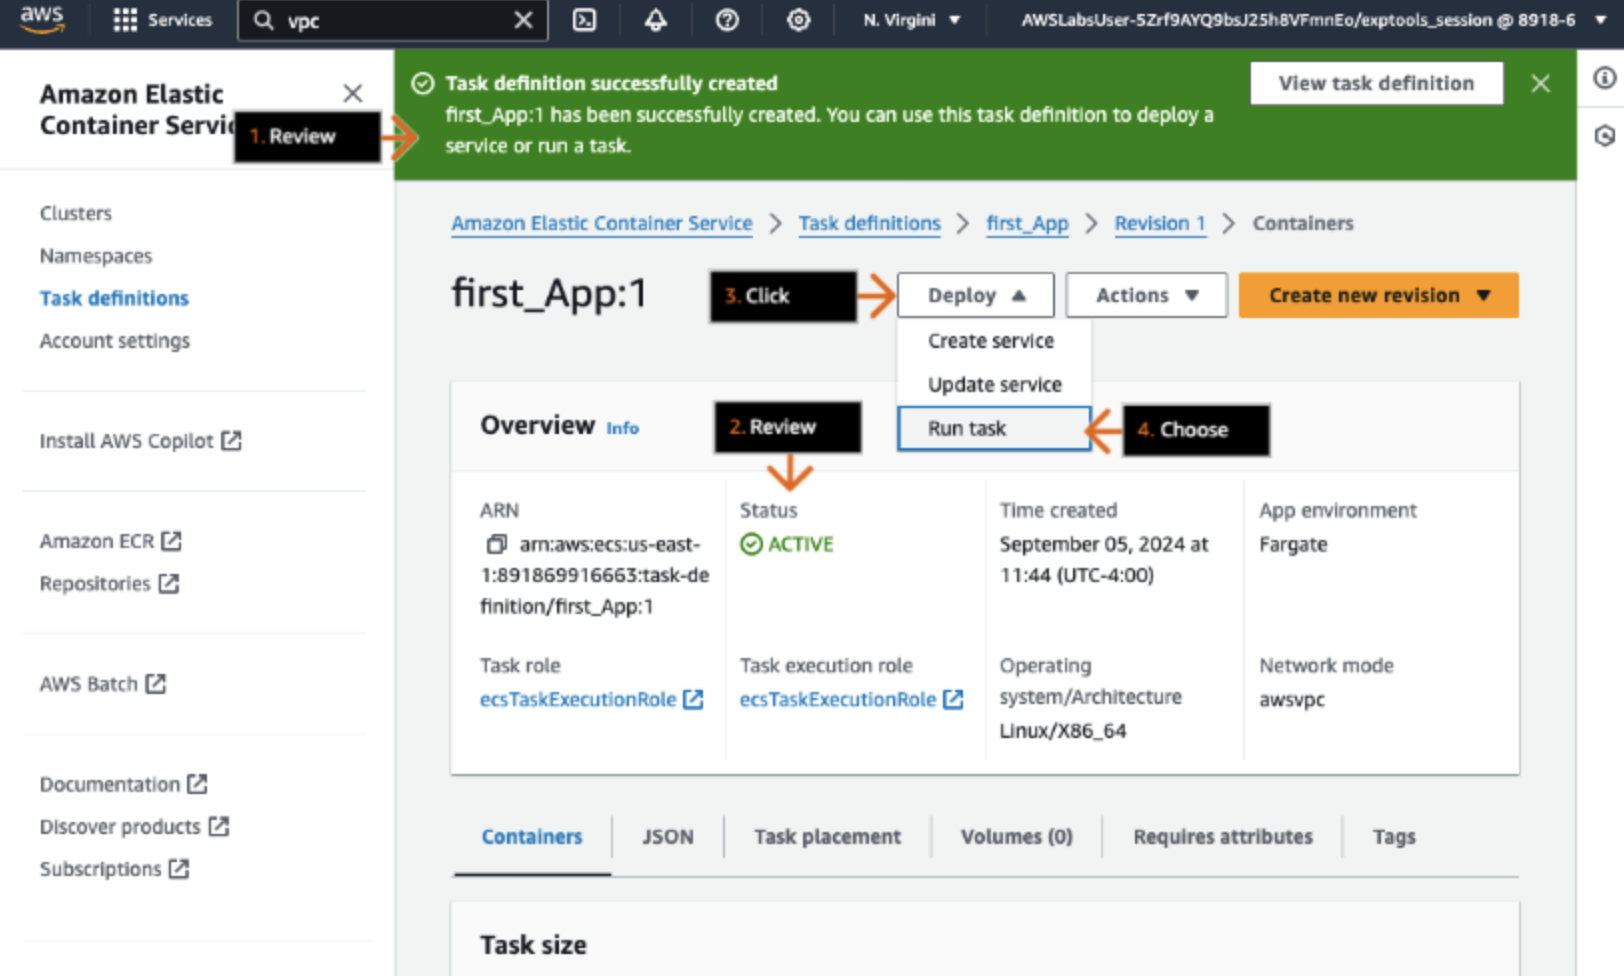 aws
Services
vpc
N. Virgini
AWSLabsUser-5Zrf9AYQ9bsJ25h8VFmnEo/exptools_session @ 8918-6
Amazon Elastic
Container Servic
1. Review
Task definition successfully created
first_App:1 has been successfully created. You can use this task definition to deploy a
service or run a task.
View task definition
Clusters
Namespaces
Task definitions
Account settings
Install AWS Copilot
Amazon ECR
Repositories
AWS Batch
Documentation
Discover products
Subscriptions
Amazon Elastic Container Service > Task definitions > first_App > Revision 1 > Containers
first_App:1
3. Click
Deploy
Actions
Create new revision
Create service
Update service
Run task
4. Choose
Overview Info
2. Review
ARN
arn:aws:ecs:us-east-
1:891869916663:task-de
finition/first_App:1
Status
ACTIVE
Time created
September 05, 2024 at
11:44 (UTC-4:00)
App environment
Fargate
Task role
ecsTaskExecutionRole
Task execution role
ecsTaskExecutionRole
Operating
system/Architecture
Linux/X86_64
Network mode
awsvpc
Containers
JSON
Task placement
Volumes (0)
Requires attributes
Tags
Task size